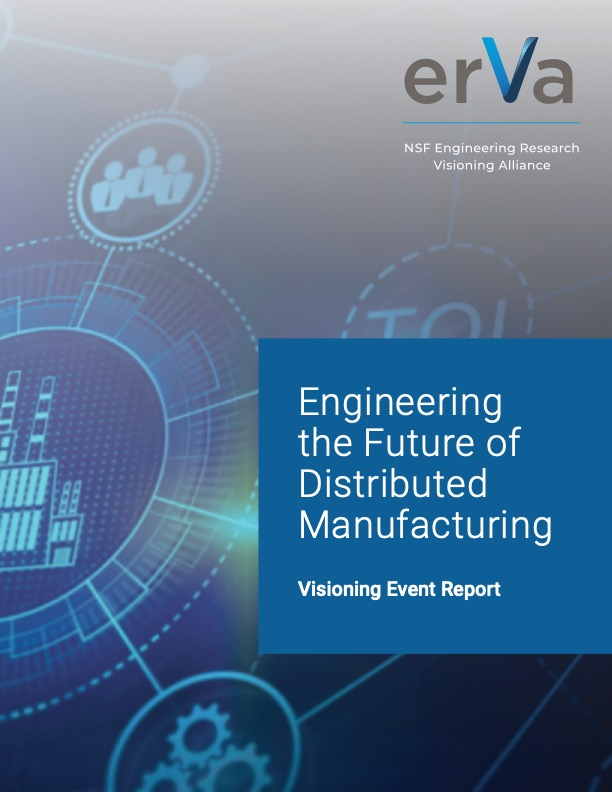 erVa
NSF Engineering Research
Visioning Alliance
Engineering
the Future of
Distributed
Manufacturing
Visioning Event Report